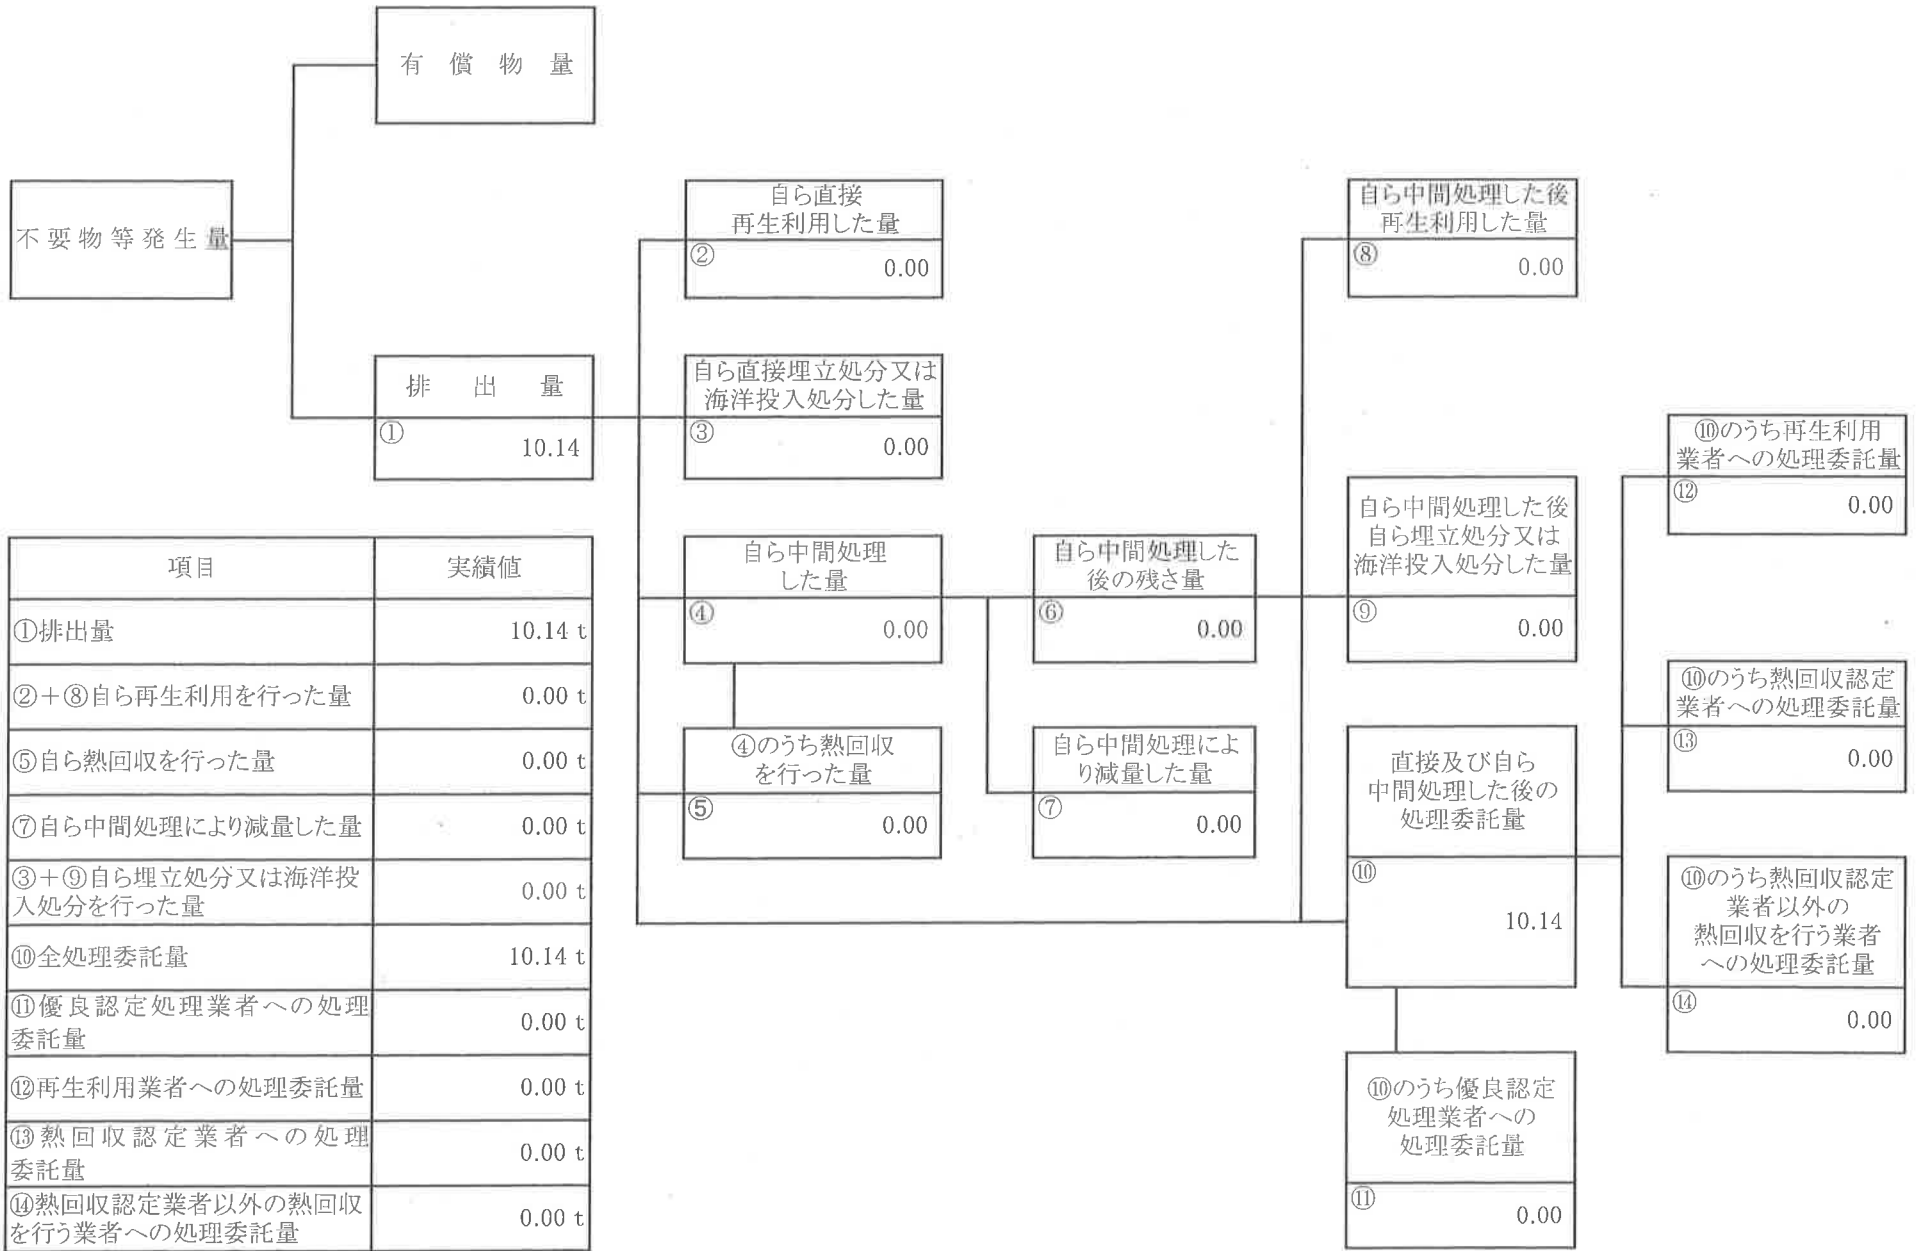 有償物量
不要物等発生量
排出量
①
10.14
自ら直接
再生利用した量
②
0.00
自ら直接埋立処分又は
海洋投入処分した量
③
0.00
自ら中間処理
した量
④
0.00
④のうち熱回収
を行った量
⑤
0.00
自ら中間処理した
後の残さ量
⑥
0.00
自ら中間処理によ
り減量した量
⑦
0.00
自ら中間処理した後
再生利用した量
⑧
0.00
自ら中間処理した後
自ら埋立処分又は
海洋投入処分した量
⑨
0.00
直接及び自ら
中間処理した後の
処理委託量
⑩
10.14
⑩のうち優良認定
処理業者への
処理委託量
⑪
0.00
⑩のうち再生利用
業者への処理委託量
⑫
0.00
⑩のうち熱回収認定
業者への処理委託量
⑬
0.00
⑩のうち熱回収認定
業者以外の
熱回収を行う業者
への処理委託量
⑭
0.00
項目 実績値
①排出量 10.14 t
②＋⑧自ら再生利用を行った量 0.00 t
⑤自ら熱回収を行った量 0.00 t
⑦自ら中間処理により減量した量 0.00 t
③＋⑨自ら埋立処分又は海洋投
入処分を行った量 0.00 t
⑩全処理委託量 10.14 t
⑪優良認定処理業者への処理
委託量 0.00 t
⑫再生利用業者への処理委託量 0.00 t
⑬熱回収認定業者への処理
委託量 0.00 t
⑭熱回収認定業者以外の熱回収
を行う業者への処理委託量 0.00 t